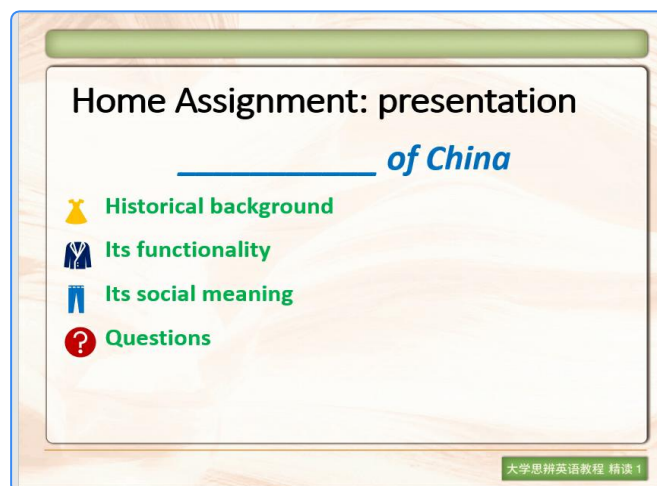 Home Assignment: presentation
____________ of China
Historical background
Its functionality
Its social meaning
? Questions
大学思辨英语教程 精读 1